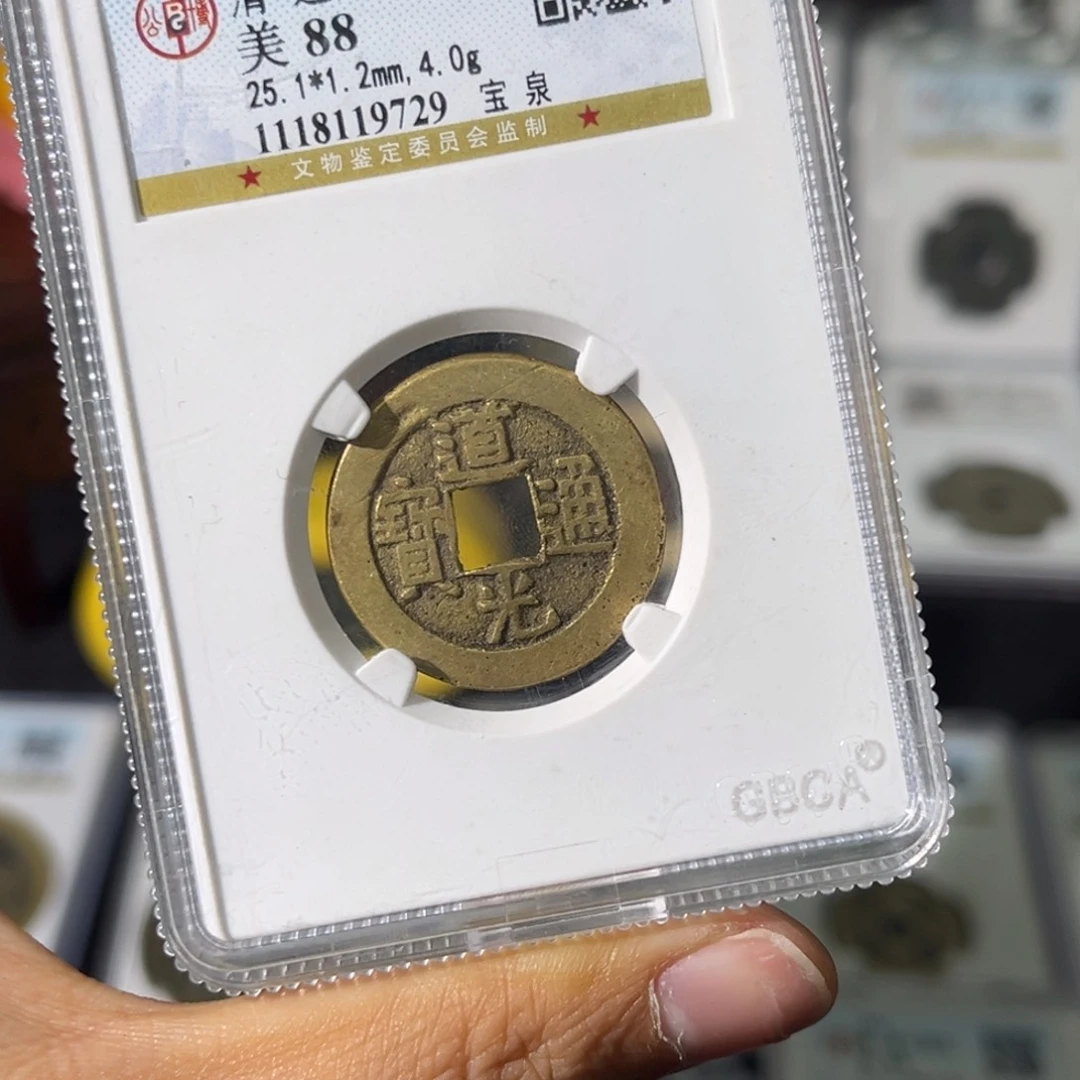 美 88
25.1*1.2mm, 4.0g
1118119729 宝 泉
★ 文物鉴定委员会监制 ★
道光通寳
GBCA®